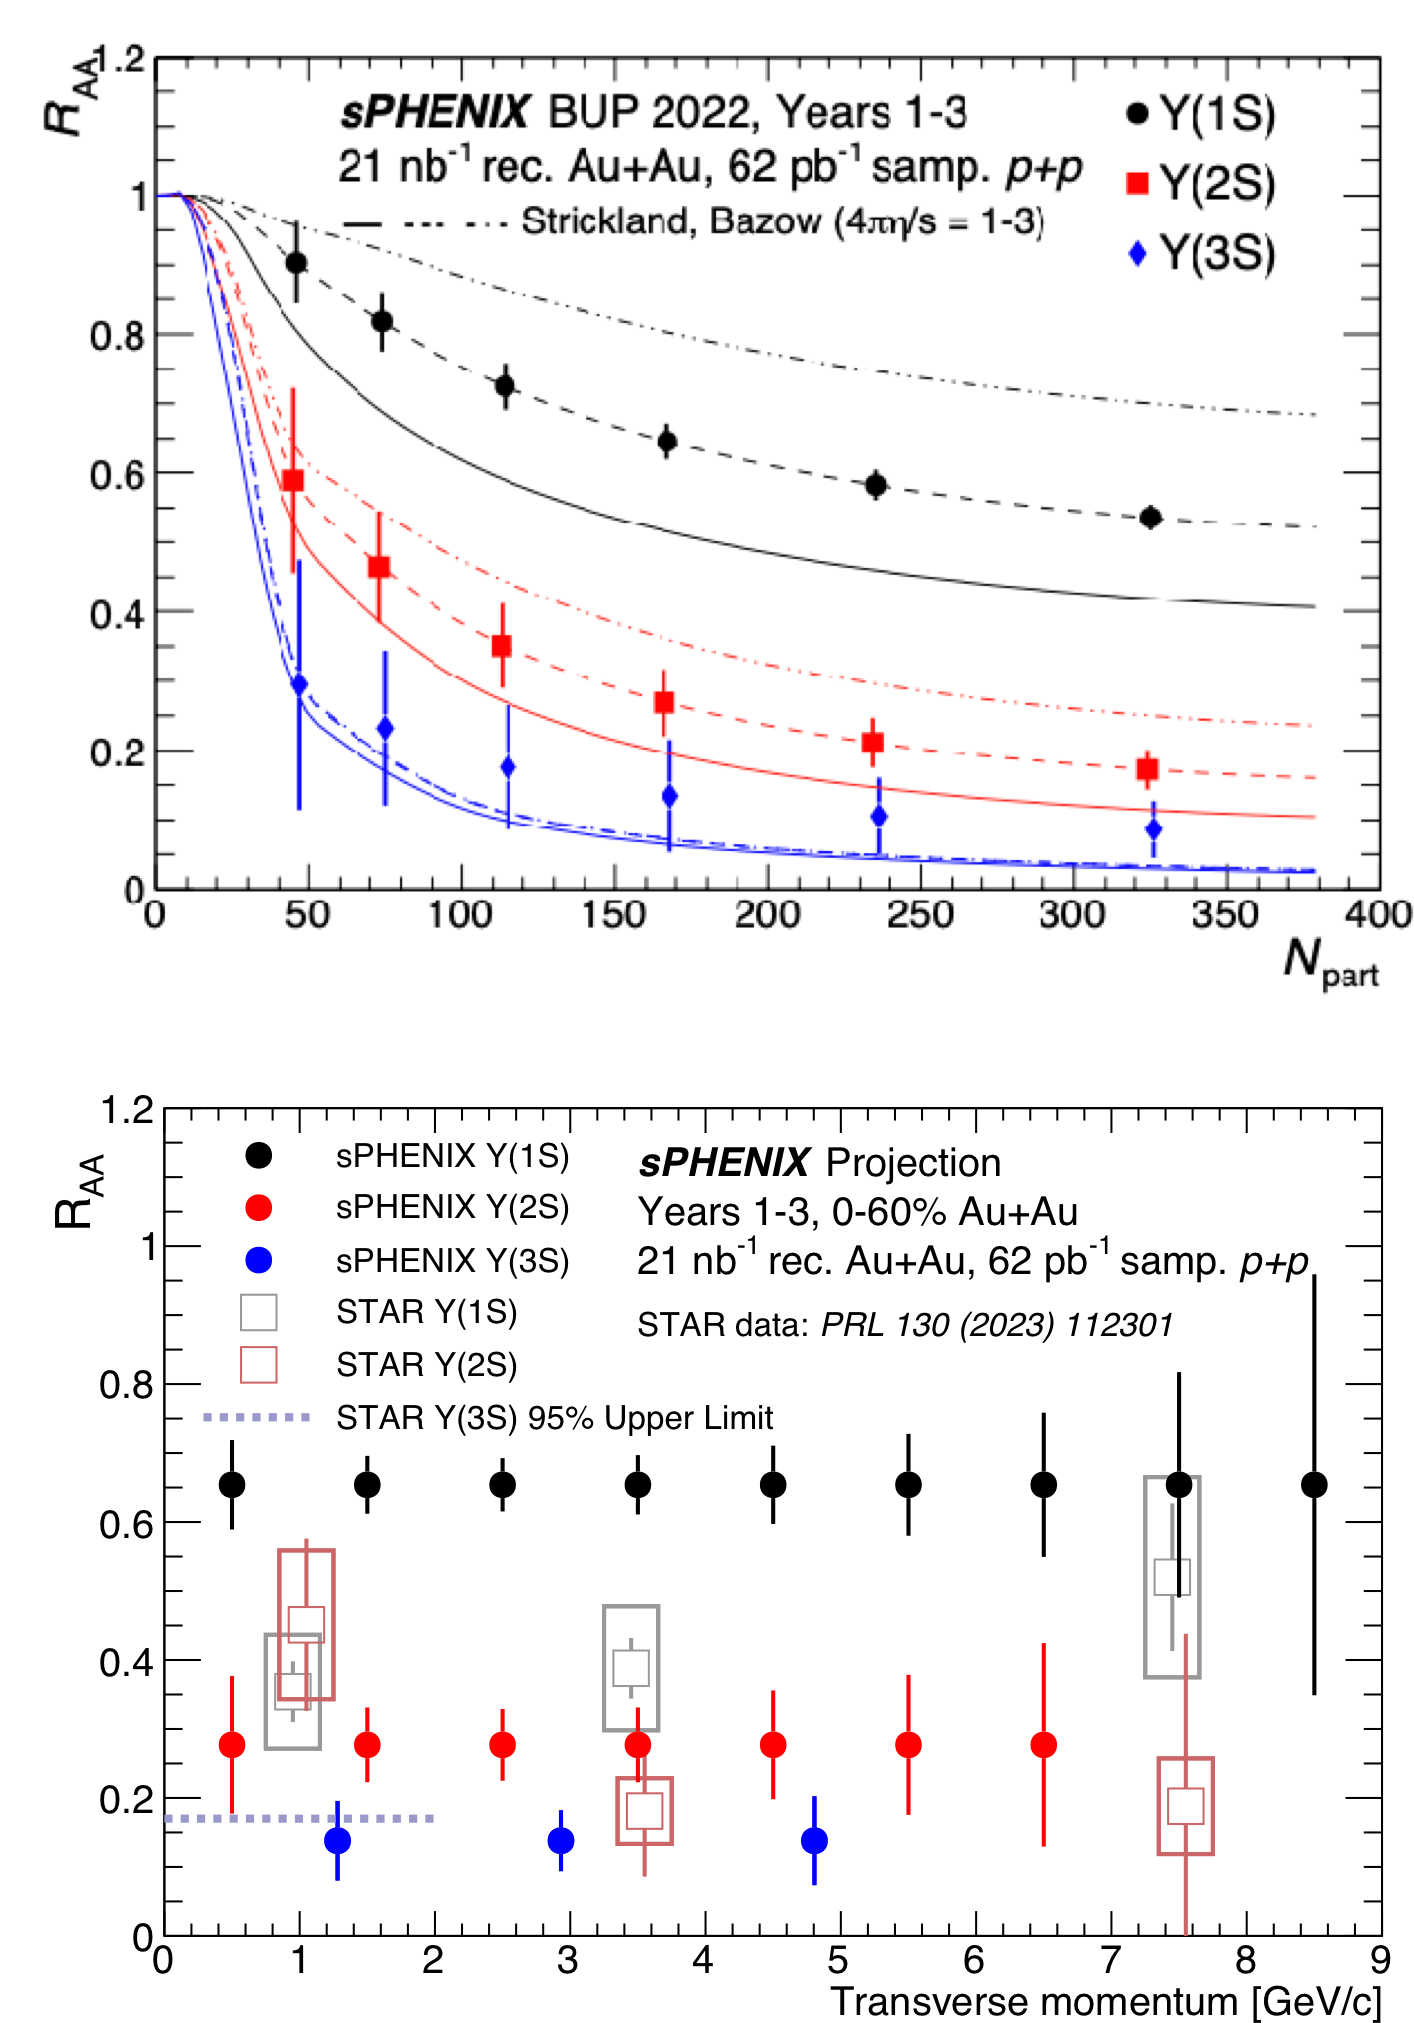 R_AA
1.2
sPHENIX BUP 2022, Years 1-3
21 nb⁻¹ rec. Au+Au, 62 pb⁻¹ samp. p+p
Strickland, Bazow (4πη/s = 1-3)
Υ(1S)
Υ(2S)
Υ(3S)
1
0.8
0.6
0.4
0.2
0
0 50 100 150 200 250 300 350 400
N_part
1.2
R_AA
sPHENIX Υ(1S)
sPHENIX Υ(2S)
sPHENIX Υ(3S)
STAR Υ(1S)
STAR Υ(2S)
STAR Υ(3S) 95% Upper Limit
sPHENIX Projection
Years 1-3, 0-60% Au+Au
21 nb⁻¹ rec. Au+Au, 62 pb⁻¹ samp. p+p
STAR data: PRL 130 (2023) 112301
1
0.8
0.6
0.4
0.2
0
0 1 2 3 4 5 6 7 8 9
Transverse momentum [GeV/c]